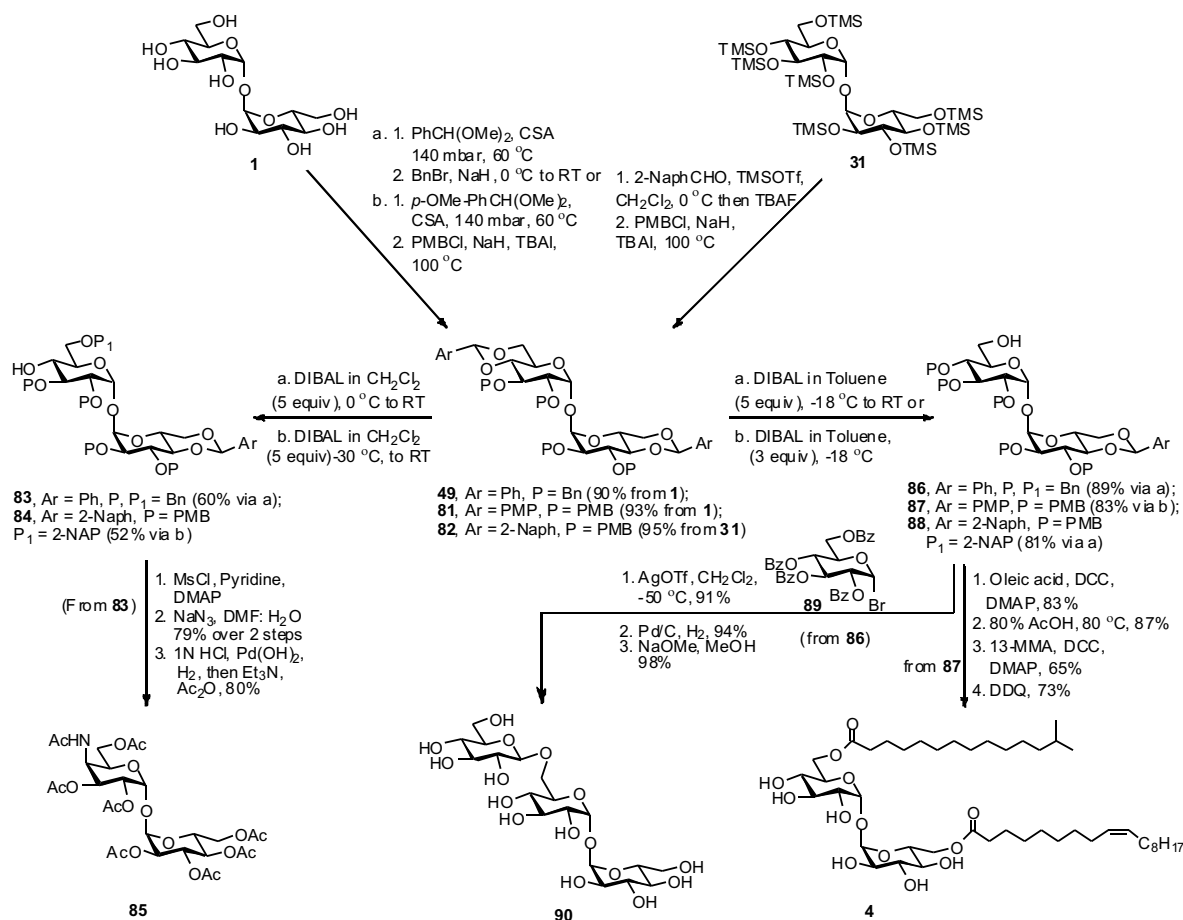 OH
HO
HO
HO
O
O
O
OH
HO
OH
HO
OH
1
OTMS
TMSO
TMSO
TMSO
O
O
O
OTMS
TMSO
OTMS
TMSO
OTMS
31
a. 1. PhCH(OMe)2, CSA
140 mbar, 60 °C
2. BnBr, NaH, 0 °C to RT or
b. 1. p-OMe-PhCH(OMe)2,
CSA, 140 mbar, 60 °C
2. PMBCl, NaH, TBAI,
100 °C
1. 2-NaphCHO, TMSOTf,
CH2Cl2, 0 °C then TBAF
2. PMBCl, NaH,
TBAI, 100 °C
OP1
HO
PO
PO
O
O
O
O
O
Ar
PO
OP
83, Ar = Ph, P, P1 = Bn (60% via a);
84, Ar = 2-Naph, P = PMB
P1 = 2-NAP (52% via b)
a. DIBAL in CH2Cl2
(5 equiv), 0 °C to RT
b. DIBAL in CH2Cl2
(5 equiv)-30 °C, to RT
Ar
O
O
O
PO
PO
O
O
O
O
Ar
PO
OP
49, Ar = Ph, P = Bn (90% from 1);
81, Ar = PMP, P = PMB (93% from 1);
82, Ar = 2-Naph, P = PMB (95% from 31)
a. DIBAL in Toluene
(5 equiv), -18 °C to RT or
b. DIBAL in Toluene,
(3 equiv), -18 °C
OH
PO
PO
PO
O
O
O
O
O
Ar
PO
OP
86, Ar = Ph, P, P1 = Bn (89% via a);
87, Ar = PMP, P = PMB (83% via b);
88, Ar = 2-Naph, P = PMB
P1 = 2-NAP (81% via a)
(From 83)
1. MsCl, Pyridine,
DMAP
2. NaN3, DMF: H2O
79% over 2 steps
3. 1N HCl, Pd(OH)2,
H2, then Et3N,
Ac2O, 80%
1. AgOTf, CH2Cl2,
-50 °C, 91%
2. Pd/C, H2, 94%
3. NaOMe, MeOH
98%
OBz
BzO
BzO
BzO
O
Br
89
(from 86)
from 87
1. Oleic acid, DCC,
DMAP, 83%
2. 80% AcOH, 80 °C, 87%
3. 13-MMA, DCC,
DMAP, 65%
4. DDQ, 73%
AcHN
OAc
O
AcO
AcO
O
O
OAc
AcO
OAc
AcO
OAc
85
OH
HO
HO
HO
O
O
HO
HO
HO
O
O
O
OH
HO
OH
HO
OH
90
O
O
HO
HO
HO
O
O
O
O
O
C8H17
HO
OH
HO
OH
4